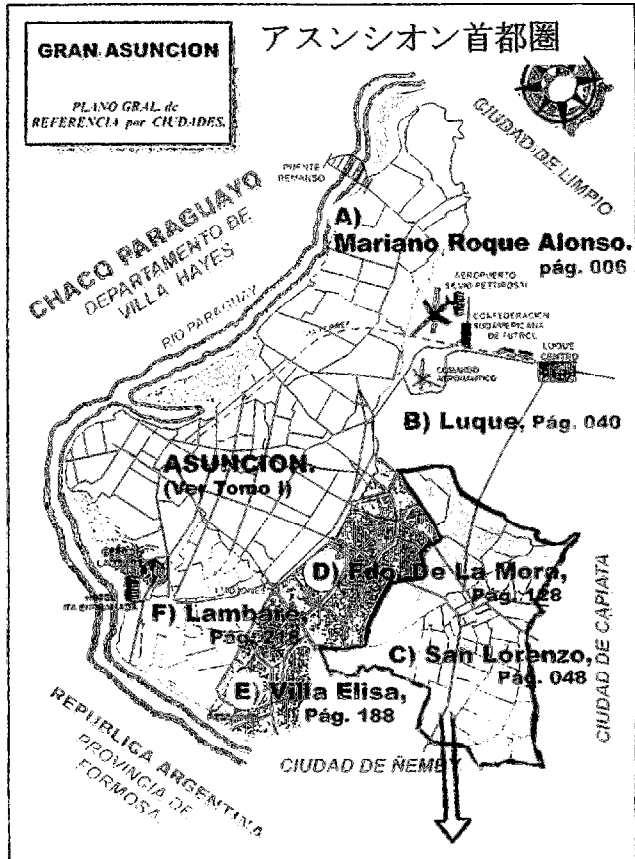 GRAN ASUNCION
PLANO GRAL. de
REFERENCIA por CIUDADES.
アスンシオン首都圏
CIUDAD DE LIMPIO
PUENTE
REMANSO
CHACO PARAGUAYO
DEPARTAMENTO DE
VILLA HAYES
RIO PARAGUAY
A)
Mariano Roque Alonso.
pág. 006
AEROPUERTO
SILVIO PETTIROSSI
CONFEDERACION
SUDAMERICANA
DE FUTBOL
LUQUE
CENTRO
COMANDO
AERONAUTICO
B) Luque, Pág. 040
ASUNCION.
(Ver Tomo I)
D) Fdo. De La Mora,
Pág. 128
F) Lambaré,
Pág. 218
C) San Lorenzo,
Pág. 048
E) Villa Elisa,
Pág. 188
CIUDAD DE CAPIATA
CIUDAD DE ÑEMBY
REPUBLICA ARGENTINA
PROVINCIA DE
FORMOSA